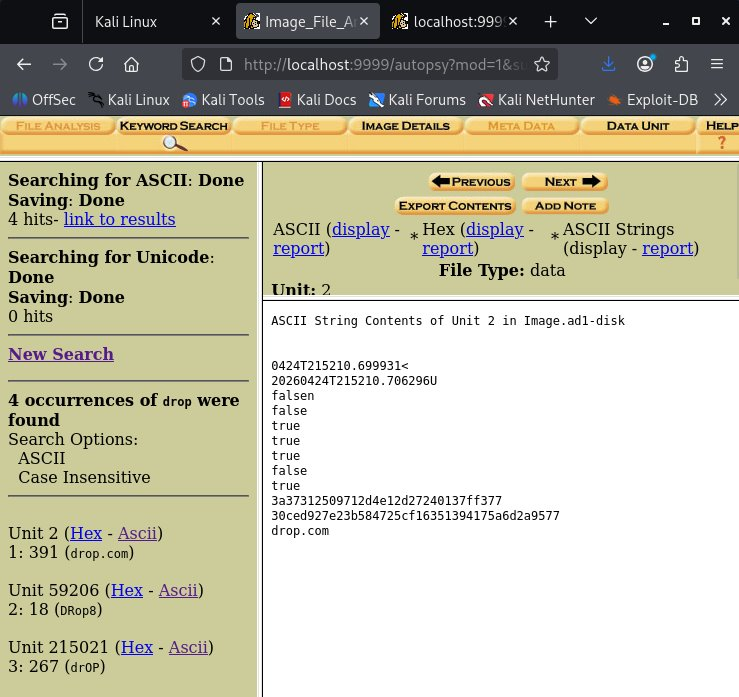 Kali Linux
Image_File_A
localhost:999
http://localhost:9999/autopsy?mod=1&su
OffSec
Kali Linux
Kali Tools
Kali Docs
Kali Forums
Kali NetHunter
Exploit-DB
FILE ANALYSIS
KEYWORD SEARCH
FILE TYPE
IMAGE DETAILS
META DATA
DATA UNIT
HELP
?
Searching for ASCII: Done
Saving: Done
4 hits- link to results
Searching for Unicode:
Done
Saving: Done
0 hits
New Search
4 occurrences of drop were
found
Search Options:
ASCII
Case Insensitive
Unit 2 (Hex - Ascii)
1: 391 (drop.com)
Unit 59206 (Hex - Ascii)
2: 18 (DRop8)
Unit 215021 (Hex - Ascii)
3: 267 (drOP)
PREVIOUS
NEXT
EXPORT CONTENTS
ADD NOTE
ASCII (display - report)
*
Hex (display - report)
*
ASCII Strings (display - report)
File Type: data
Unit: 2
ASCII String Contents of Unit 2 in Image.ad1-disk
0424T215210.699931<
20260424T215210.706296U
falsen
false
true
true
true
false
true
3a37312509712d4e12d27240137ff377
30ced927e23b584725cf16351394175a6d2a9577
drop.com